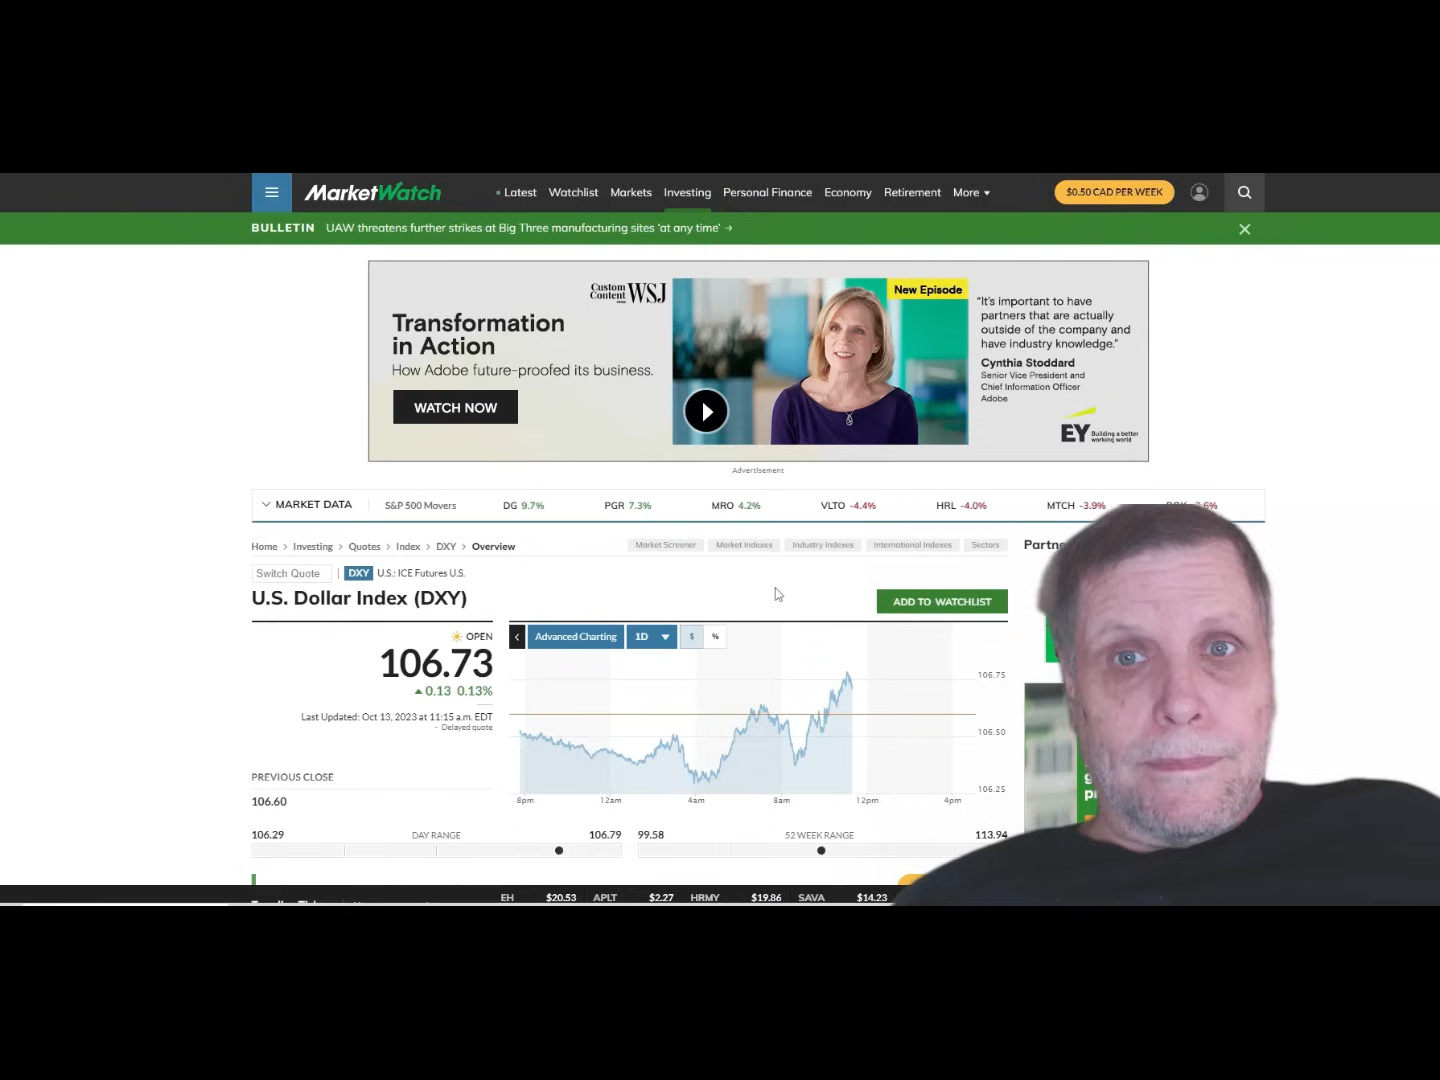 MarketWatch
Latest Watchlist Markets Investing Personal Finance Economy Retirement More
$0.50 CAD PER WEEK
BULLETIN UAW threatens further strikes at Big Three manufacturing sites 'at any time' →
Custom Content WSJ
Transformation
in Action
How Adobe future-proofed its business.
WATCH NOW
New Episode
"It's important to have
partners that are actually
outside of the company and
have industry knowledge."
Cynthia Stoddard
Senior Vice President and
Chief Information Officer
Adobe
EY Building a better
working world
Advertisement
MARKET DATA S&P 500 Movers DG 9.7% PGR 7.3% MRO 4.2% VLTO -4.4% HRL -4.0% MTCH -3.9%
Home > Investing > Quotes > Index > DXY > Overview
Market Screener Market Indexes Industry Indexes International Indexes Sectors
Switch Quote | DXY U.S.: ICE Futures U.S.
U.S. Dollar Index (DXY)
ADD TO WATCHLIST
OPEN
106.73
0.13 0.13%
Last Updated: Oct 13, 2023 at 11:15 a.m. EDT
- Delayed quote
PREVIOUS CLOSE
106.60
Advanced Charting 1D $ %
106.75
106.50
106.25
8pm 12am 4am 8am 12pm 4pm
106.29 DAY RANGE 106.79
99.58 52 WEEK RANGE 113.94
EH $20.53 APLT $2.27 HRMY $19.86 SAVA $14.23